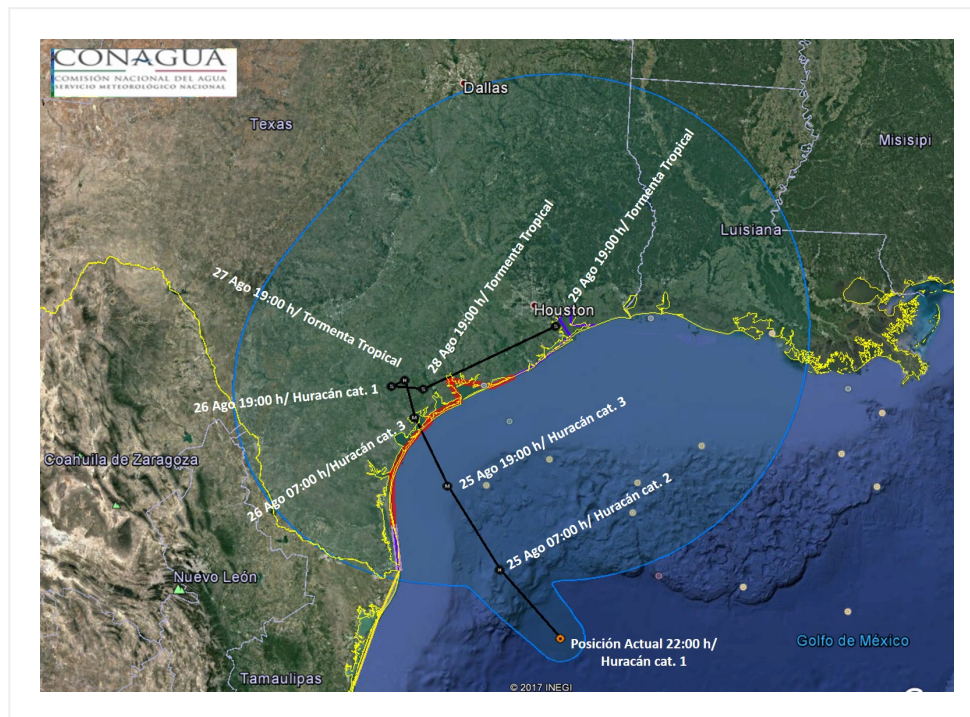 CONAGUA
COMISIÓN NACIONAL DEL AGUA
SERVICIO METEOROLÓGICO NACIONAL
Dallas
Texas
Misisipi
Luisiana
27 Ago 19:00 h/ Tormenta Tropical
28 Ago 19:00 h/ Tormenta Tropical
29 Ago 19:00 h/ Tormenta Tropical
Houston
26 Ago 19:00 h/ Huracán cat. 1
26 Ago 07:00 h/Huracán cat. 3
25 Ago 19:00 h/ Huracán cat. 3
Coahuila de Zaragoza
25 Ago 07:00 h/ Huracán cat. 2
Nuevo León
Posición Actual 22:00 h/
Huracán cat. 1
Golfo de México
Tamaulipas
© 2017 INEGI